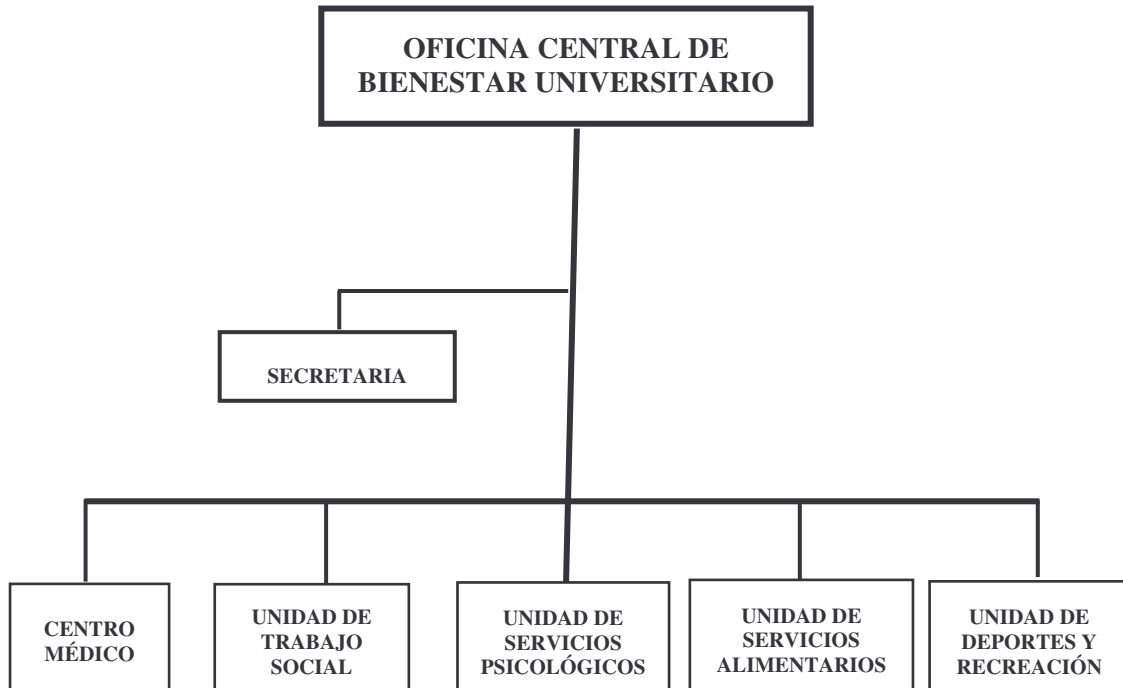 OFICINA CENTRAL DE
BIENESTAR UNIVERSITARIO
SECRETARIA
CENTRO
MÉDICO
UNIDAD DE
TRABAJO
SOCIAL
UNIDAD DE
SERVICIOS
PSICOLÓGICOS
UNIDAD DE
SERVICIOS
ALIMENTARIOS
UNIDAD DE
DEPORTES Y
RECREACIÓN